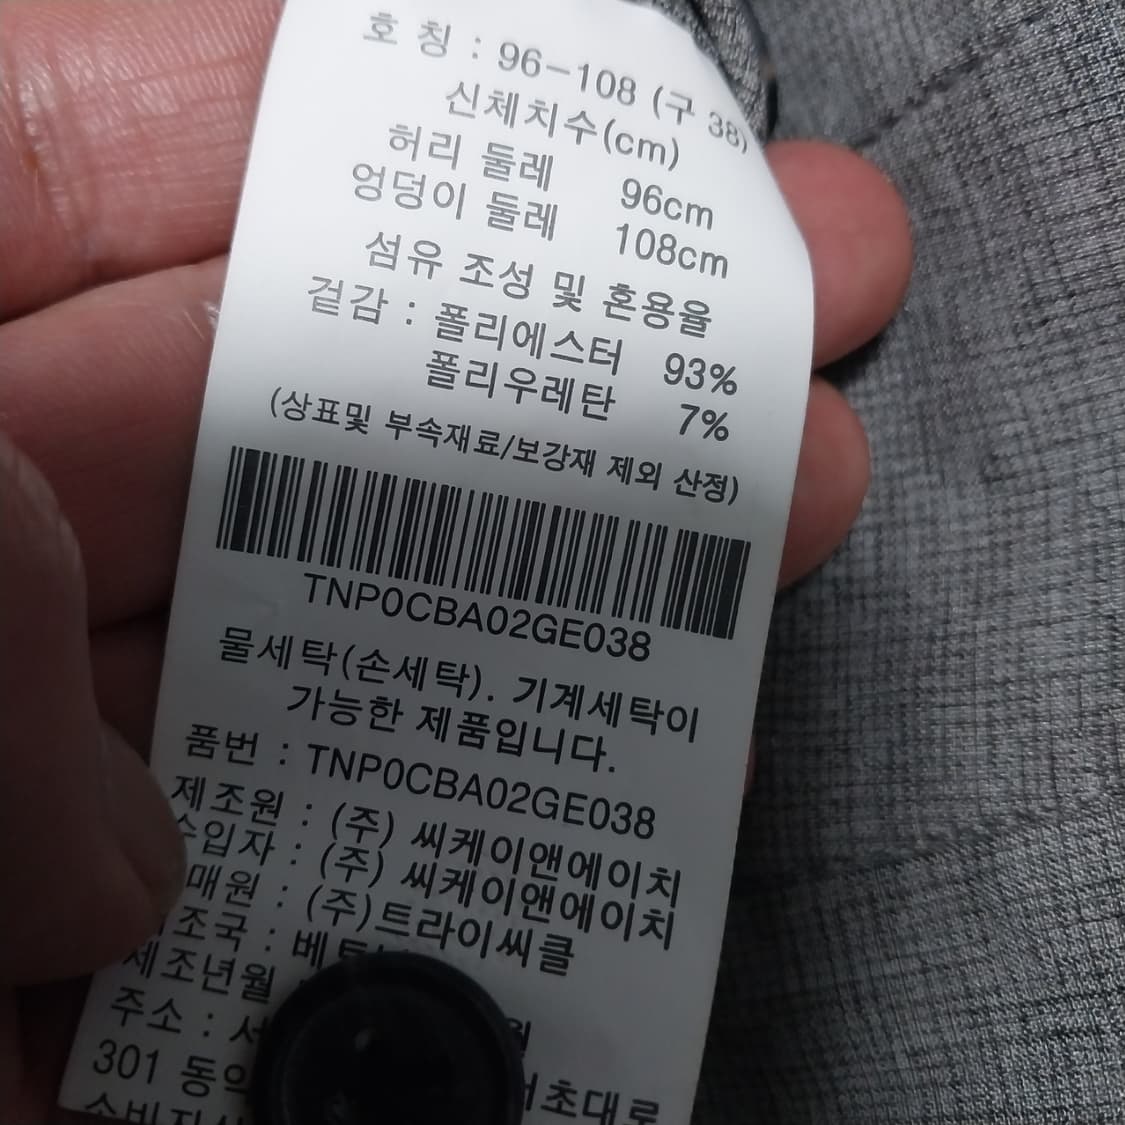 호 칭 : 96-108 (구 38)
신체치수(cm)
허리 둘레 96cm
엉덩이 둘레 108cm
섬유 조성 및 혼용율
겉감 : 폴리에스터 93%
폴리우레탄 7%
(상표및 부속재료/보강재 제외 산정)
TNP0CBA02GE038
물세탁(손세탁). 기계세탁이
가능한 제품입니다.
품번 : TNP0CBA02GE038
제조원 : (주) 씨케이앤에이치
수입자 : (주) 씨케이앤에이치
매원 : (주)트라이씨클
조국 :
제조년월
주소 :
301